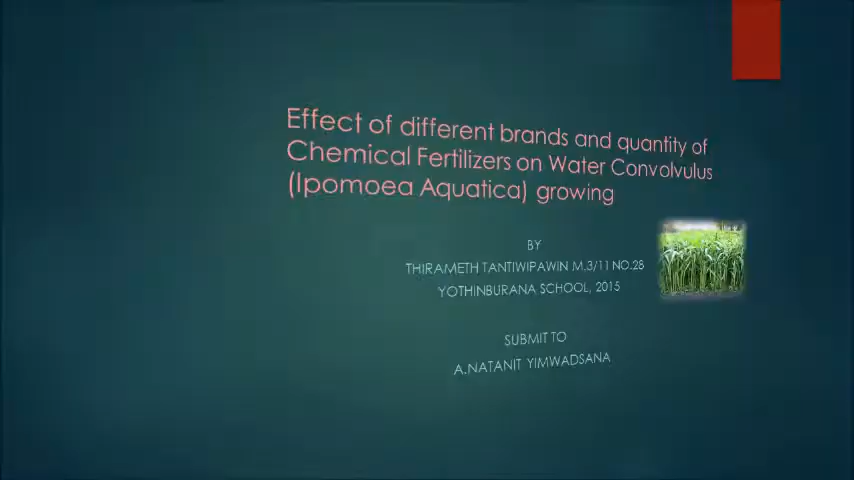 Effect of different brands and quantity of
Chemical Fertilizers on Water Convolvulus
(Ipomoea Aquatica) growing
BY
THIRAMETH TANTIWIPAWIN M.3/11 NO.28
YOTHINBURANA SCHOOL, 2015
SUBMIT TO
A.NATANIT YIMWADSANA